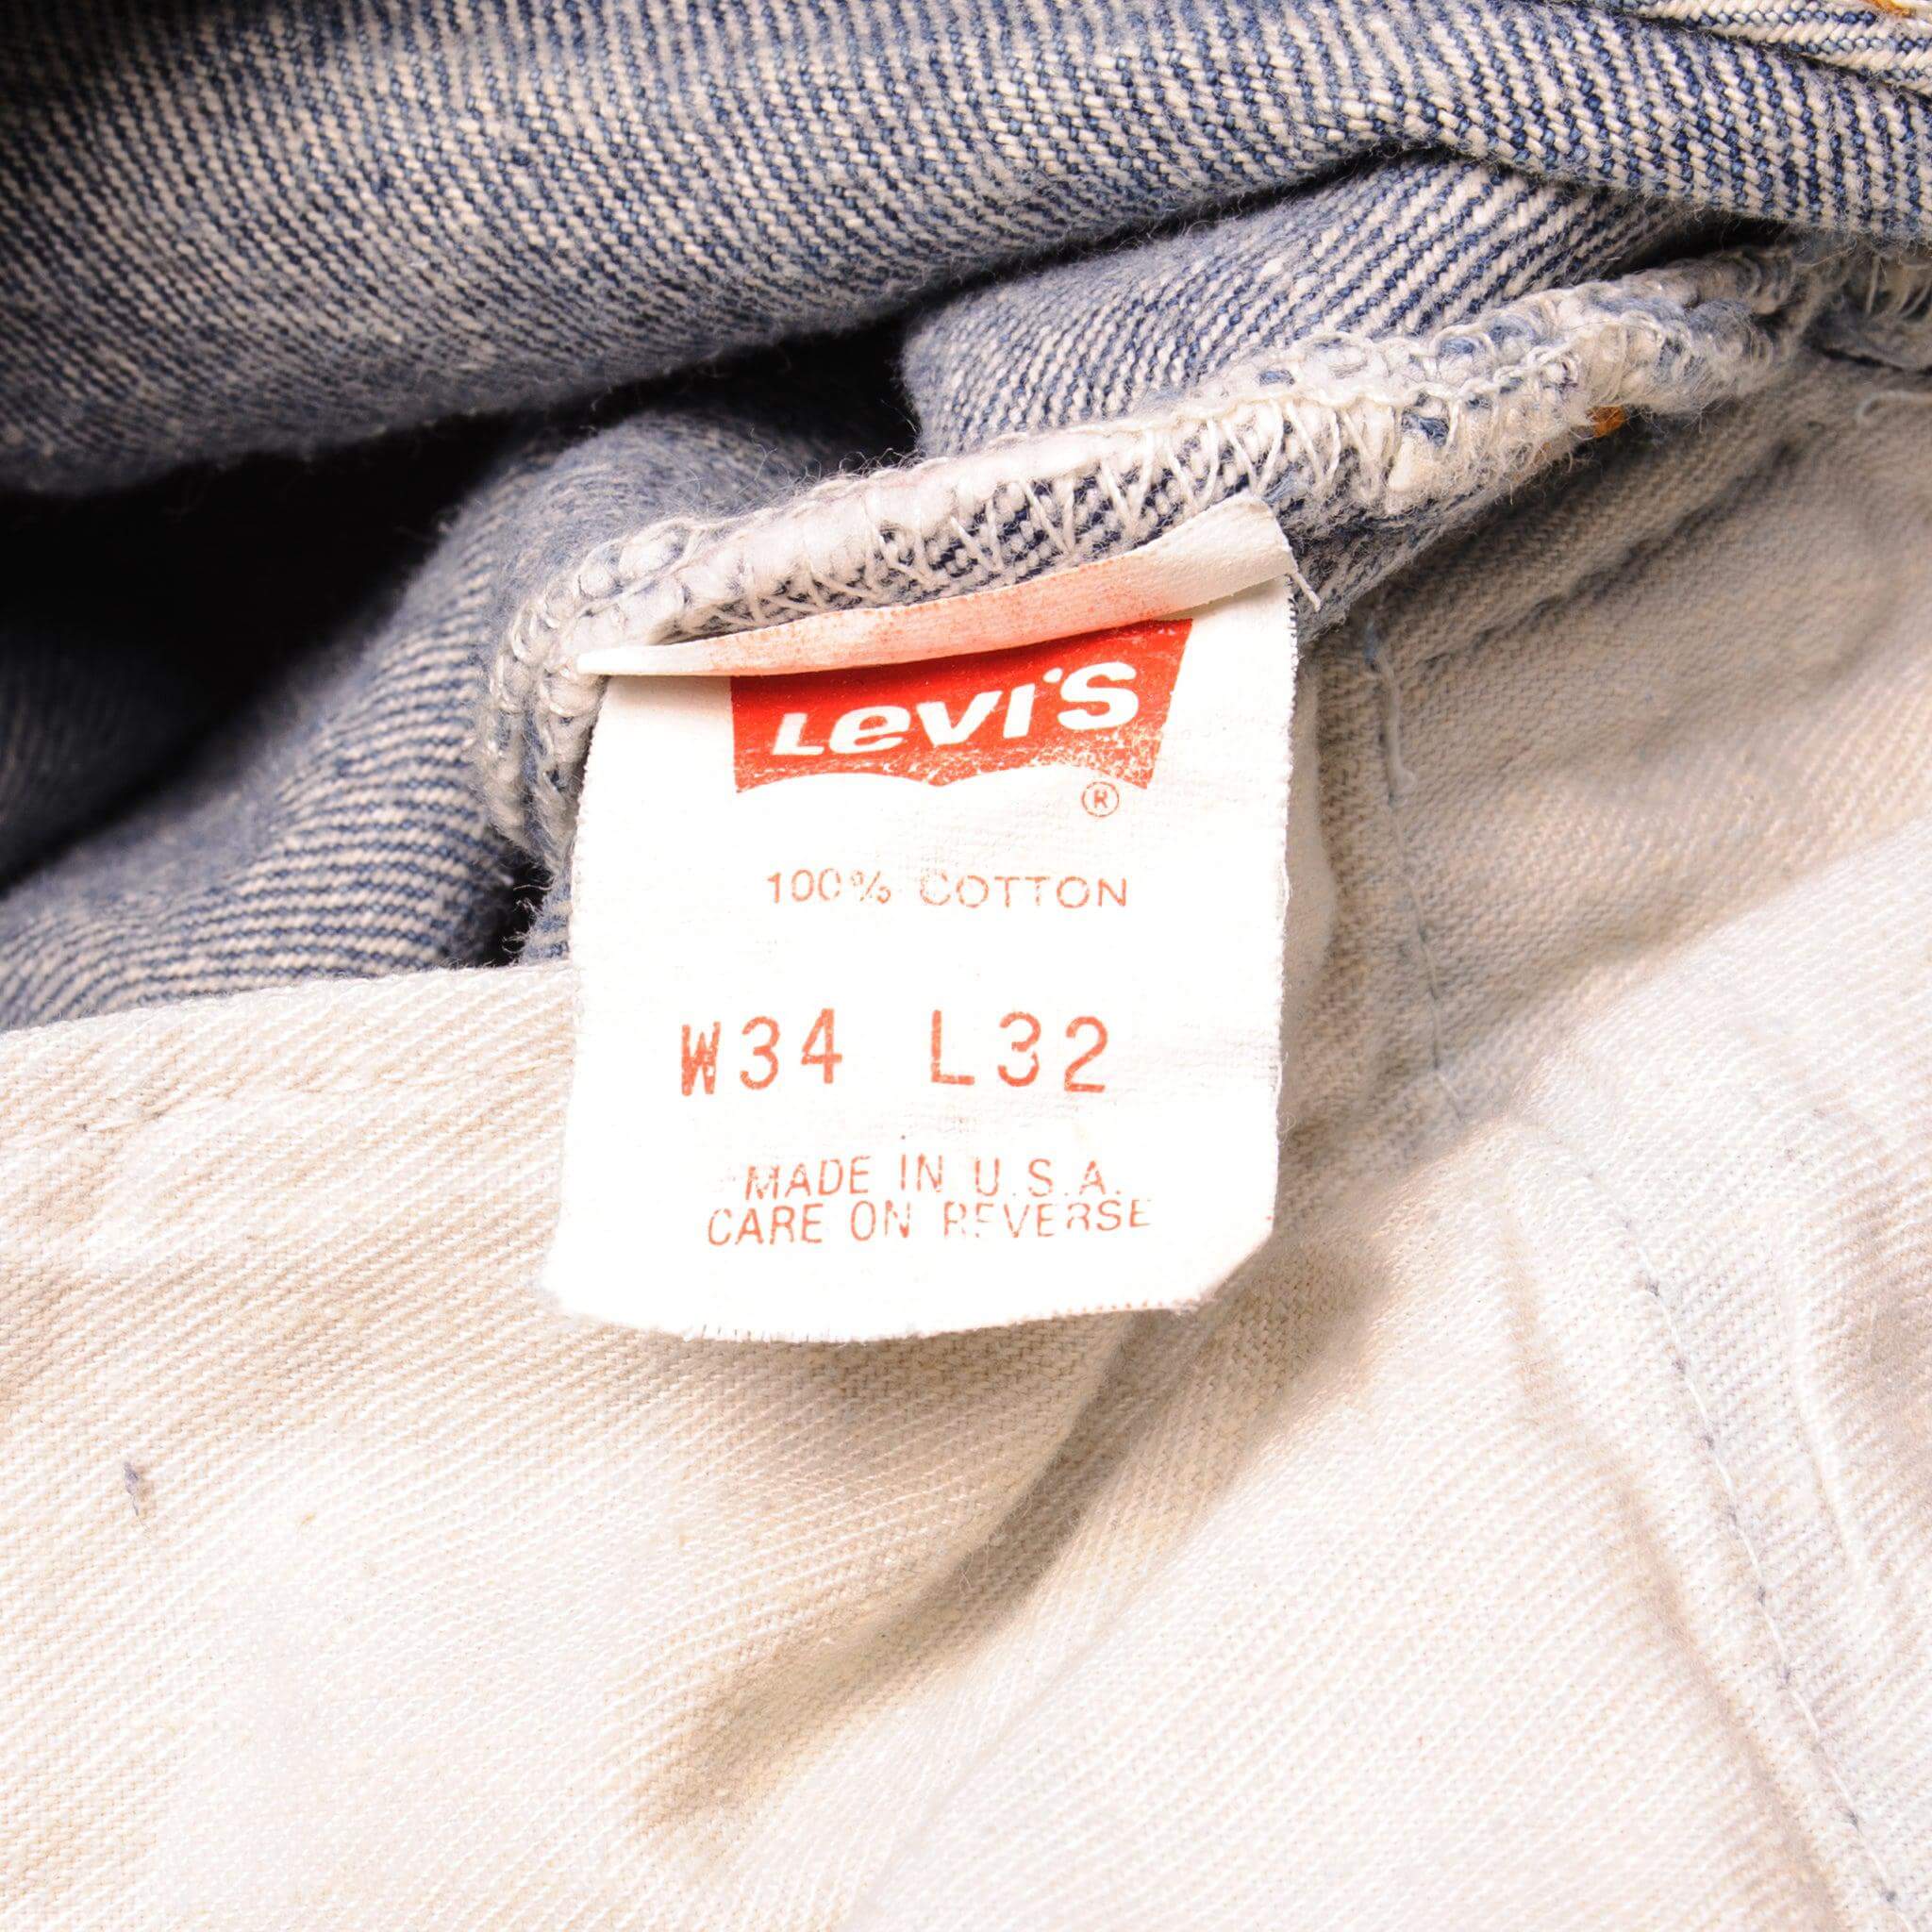 Levi's
®
100% COTTON
W34 L32
MADE IN U.S.A.
CARE ON REVERSE